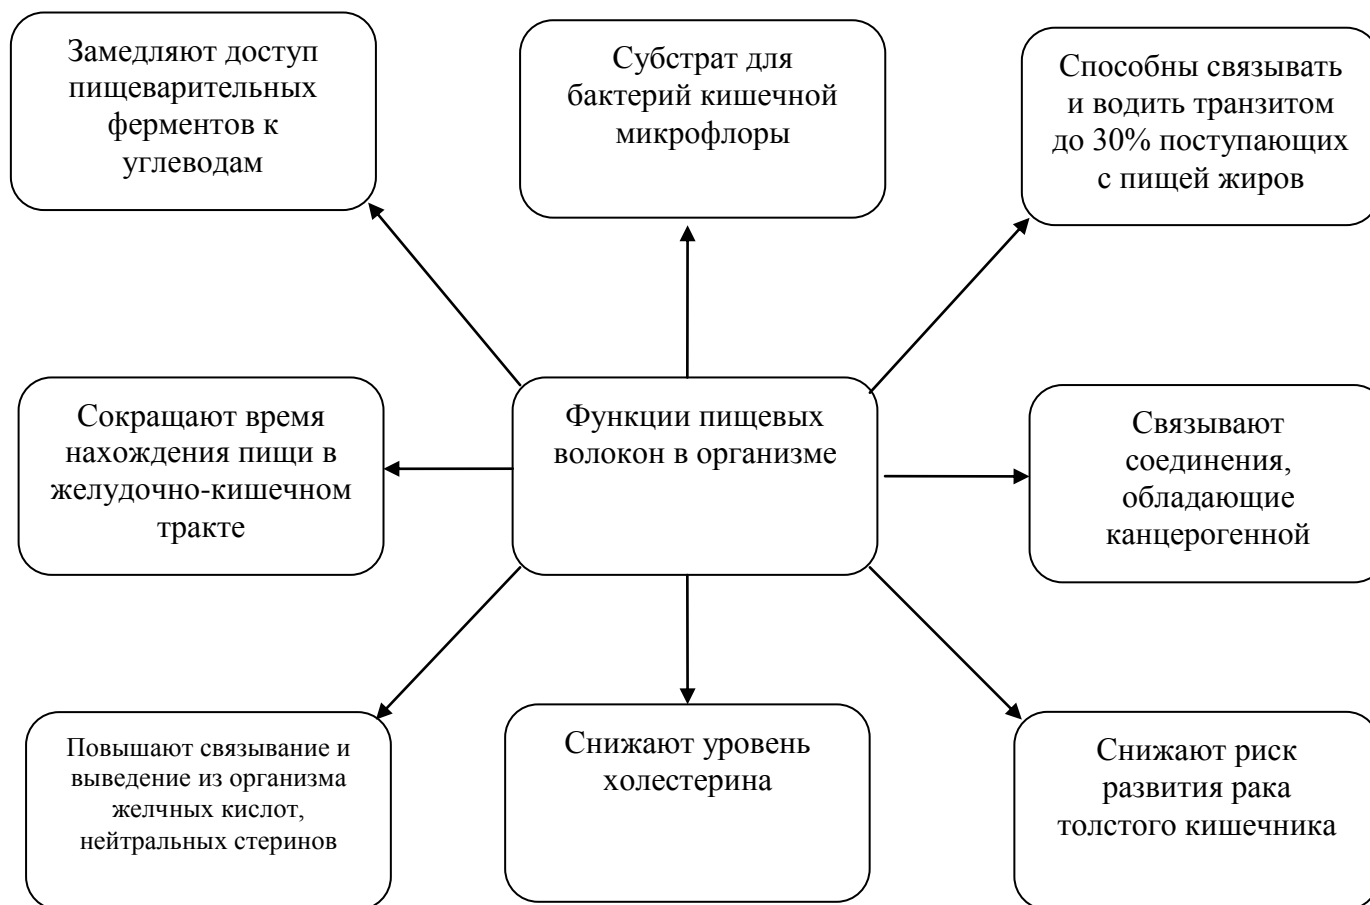 Замедляют доступ
пищеварительных
ферментов к
углеводам
Субстрат для
бактерий кишечной
микрофлоры
Способны связывать
и водить транзитом
до 30% поступающих
с пищей жиров
Сокращают время
нахождения пищи в
желудочно-кишечном
тракте
Функции пищевых
волокон в организме
Связывают
соединения,
обладающие
канцерогенной
Повышают связывание и
выведение из организма
желчных кислот,
нейтральных стеринов
Снижают уровень
холестерина
Снижают риск
развития рака
толстого кишечника